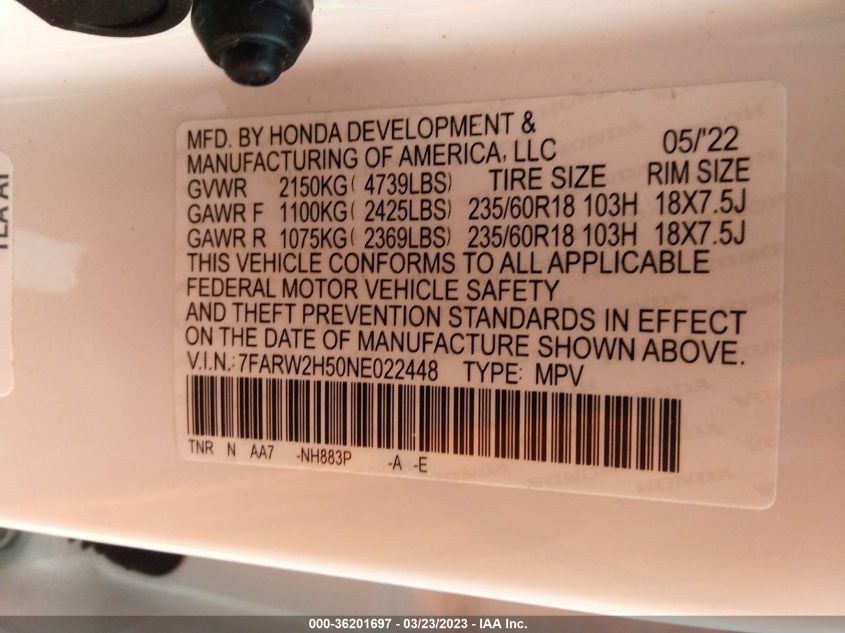 MFD. BY HONDA DEVELOPMENT &
MANUFACTURING OF AMERICA, LLC 05/'22
GVWR 2150KG( 4739LBS) TIRE SIZE RIM SIZE
GAWR F 1100KG( 2425LBS) 235/60R18 103H 18X7.5J
GAWR R 1075KG( 2369LBS) 235/60R18 103H 18X7.5J
THIS VEHICLE CONFORMS TO ALL APPLICABLE
FEDERAL MOTOR VEHICLE SAFETY
AND THEFT PREVENTION STANDARDS IN EFFECT
ON THE DATE OF MANUFACTURE SHOWN ABOVE.
V.I.N.: 7FARW2H50NE022448 TYPE: MPV
TNR N AA7 -NH883P -A -E
000-36201697 - 03/23/2023 - IAA Inc.